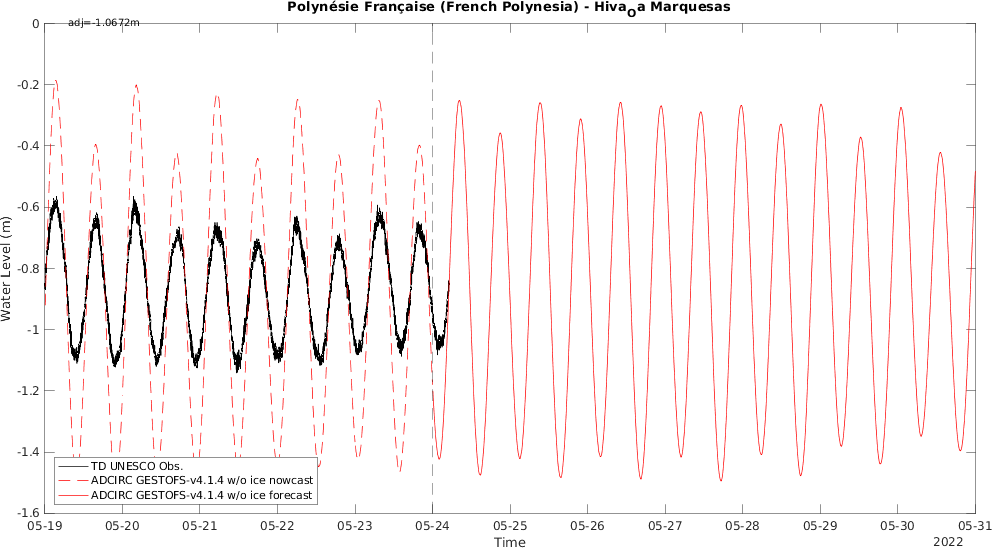 Polynésie Française (French Polynesia) - HivaOa Marquesas
adj=-1.0672m
0
-0.2
-0.4
-0.6
-0.8
-1
-1.2
-1.4
-1.6
Water Level (m)
TD UNESCO Obs.
ADCIRC GESTOFS-v4.1.4 w/o ice nowcast
ADCIRC GESTOFS-v4.1.4 w/o ice forecast
05-19 05-20 05-21 05-22 05-23 05-24 05-25 05-26 05-27 05-28 05-29 05-30 05-31
Time
2022